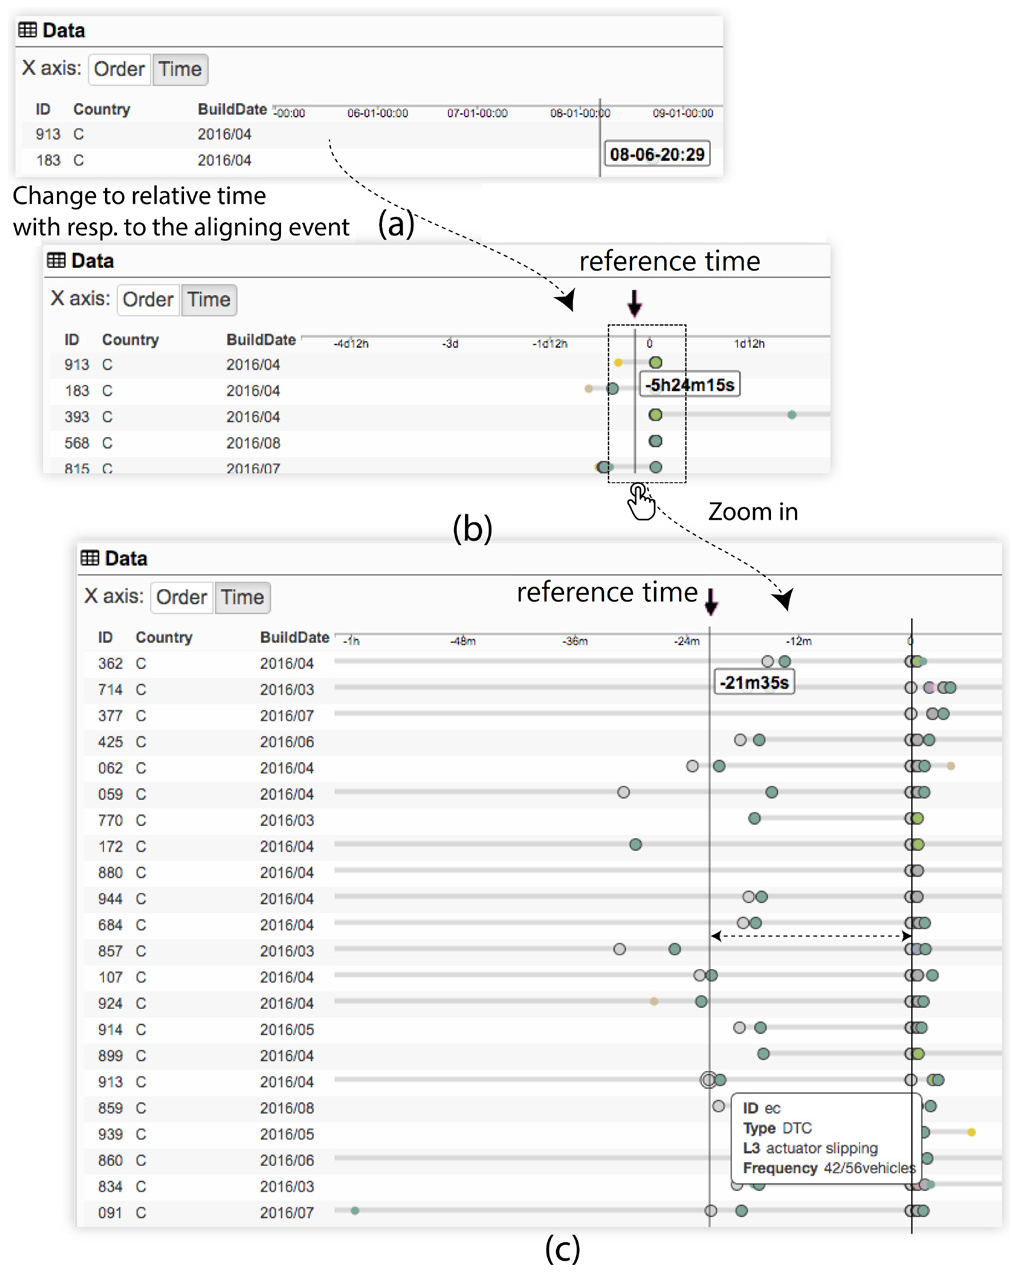 Data
X axis: Order Time
ID Country BuildDate -00:00 06-01-00:00 07-01-00:00 08-01-00:00 09-01-00:00
913 C 2016/04
08-06-20:29
183 C 2016/04
Change to relative time
with resp. to the aligning event
(a)
Data
reference time
X axis: Order Time
ID Country BuildDate -4d12h -3d -1d12h 0 1d12h
913 C 2016/04
-5h24m15s
183 C 2016/04
393 C 2016/04
568 C 2016/08
815 C 2016/07
Zoom in
(b)
Data
reference time
X axis: Order Time
ID Country BuildDate -1h -48m -36m -24m -12m 0
362 C 2016/04
-21m35s
714 C 2016/03
377 C 2016/07
425 C 2016/06
062 C 2016/04
059 C 2016/04
770 C 2016/03
172 C 2016/04
880 C 2016/04
944 C 2016/04
684 C 2016/04
857 C 2016/03
107 C 2016/04
924 C 2016/04
914 C 2016/05
899 C 2016/04
913 C 2016/04
859 C 2016/08
ID ec
Type DTC
939 C 2016/05
L3 actuator slipping
860 C 2016/06
Frequency 42/56vehicles
834 C 2016/03
091 C 2016/07
(c)